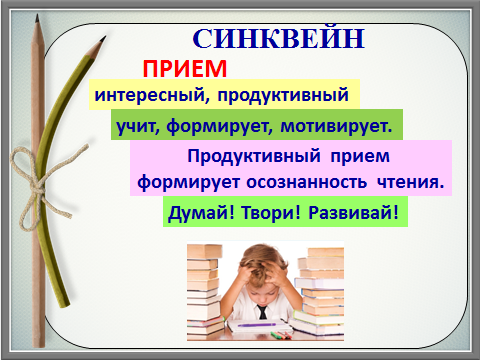 СИНКВЕЙН
ПРИЕМ
интересный, продуктивный
учит, формирует, мотивирует.
Продуктивный прием
формирует осознанность чтения.
Думай! Твори! Развивай!